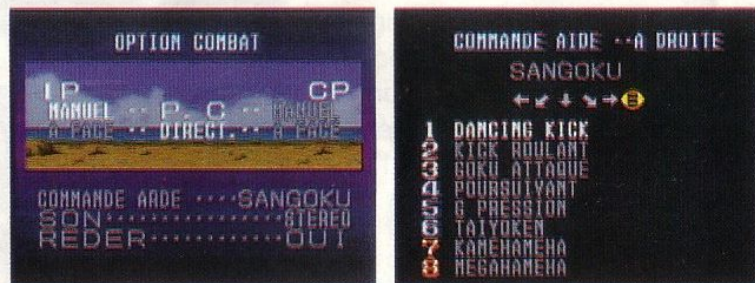 OPTION COMBAT
1P CP
MANUEL ·· P.C ·· MANUEL
A FACE ·· DIRECT. ·· A FACE
COMMANDE ARDE ····SANGOKU
SON·············STEREO
REDER···········OUI
COMMANDE AIDE ··A DROITE
SANGOKU
←↙↓↘→B
1 DANCING KICK
2 KICK ROULANT
3 GOKU ATTAQUE
4 POURSUIVANT
5 G PRESSION
6 TAIYOKEN
7 KAMEHAMEHA
8 MEGAHAMEHA